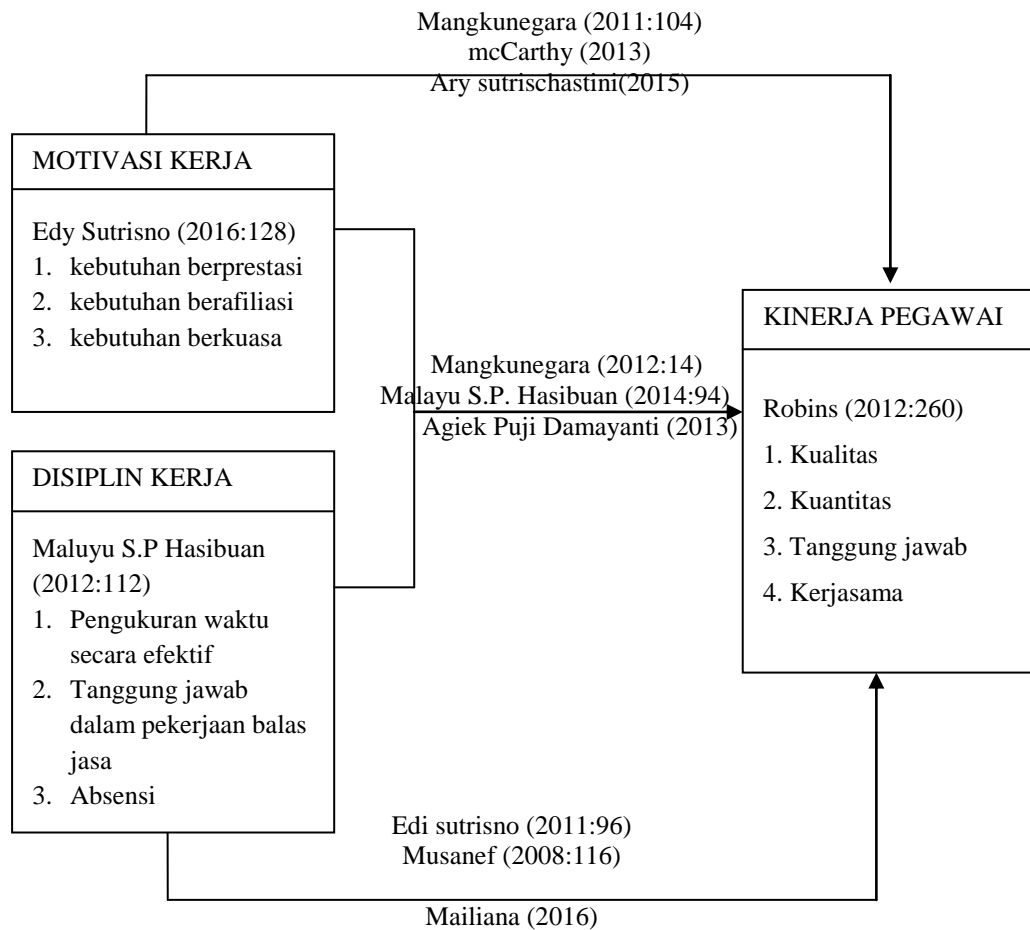 Mangkunegara (2011:104)
mcCarthy (2013)
Ary sutrischastini(2015)
MOTIVASI KERJA
Edy Sutrisno (2016:128)
1. kebutuhan berprestasi
2. kebutuhan berafiliasi
3. kebutuhan berkuasa
Mangkunegara (2012:14)
Malayu S.P. Hasibuan (2014:94)
Agiek Puji Damayanti (2013)
KINERJA PEGAWAI
Robins (2012:260)
1. Kualitas
2. Kuantitas
3. Tanggung jawab
4. Kerjasama
DISIPLIN KERJA
Maluyu S.P Hasibuan
(2012:112)
1. Pengukuran waktu
secara efektif
2. Tanggung jawab
dalam pekerjaan balas
jasa
3. Absensi
Edi sutrisno (2011:96)
Musanef (2008:116)
Mailiana (2016)